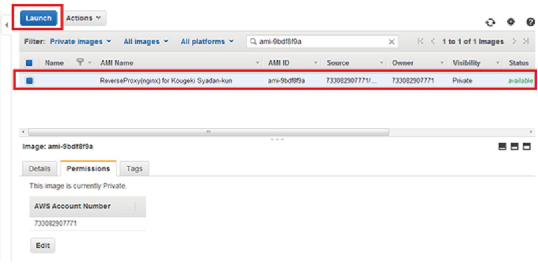 Launch Actions
Filter: Private images All images All platforms ami-9bdf8f9a 1 to 1 of 1 Images
Name AMI Name AMI ID Source Owner Visibility Status
ReverseProxy(nginx) for Kougeki Syadan-kun ami-9bdf8f9a 733082907771/... 733082907771 Private available
Image: ami-9bdf8f9a
Details Permissions Tags
This image is currently Private.
AWS Account Number
733082907771
Edit